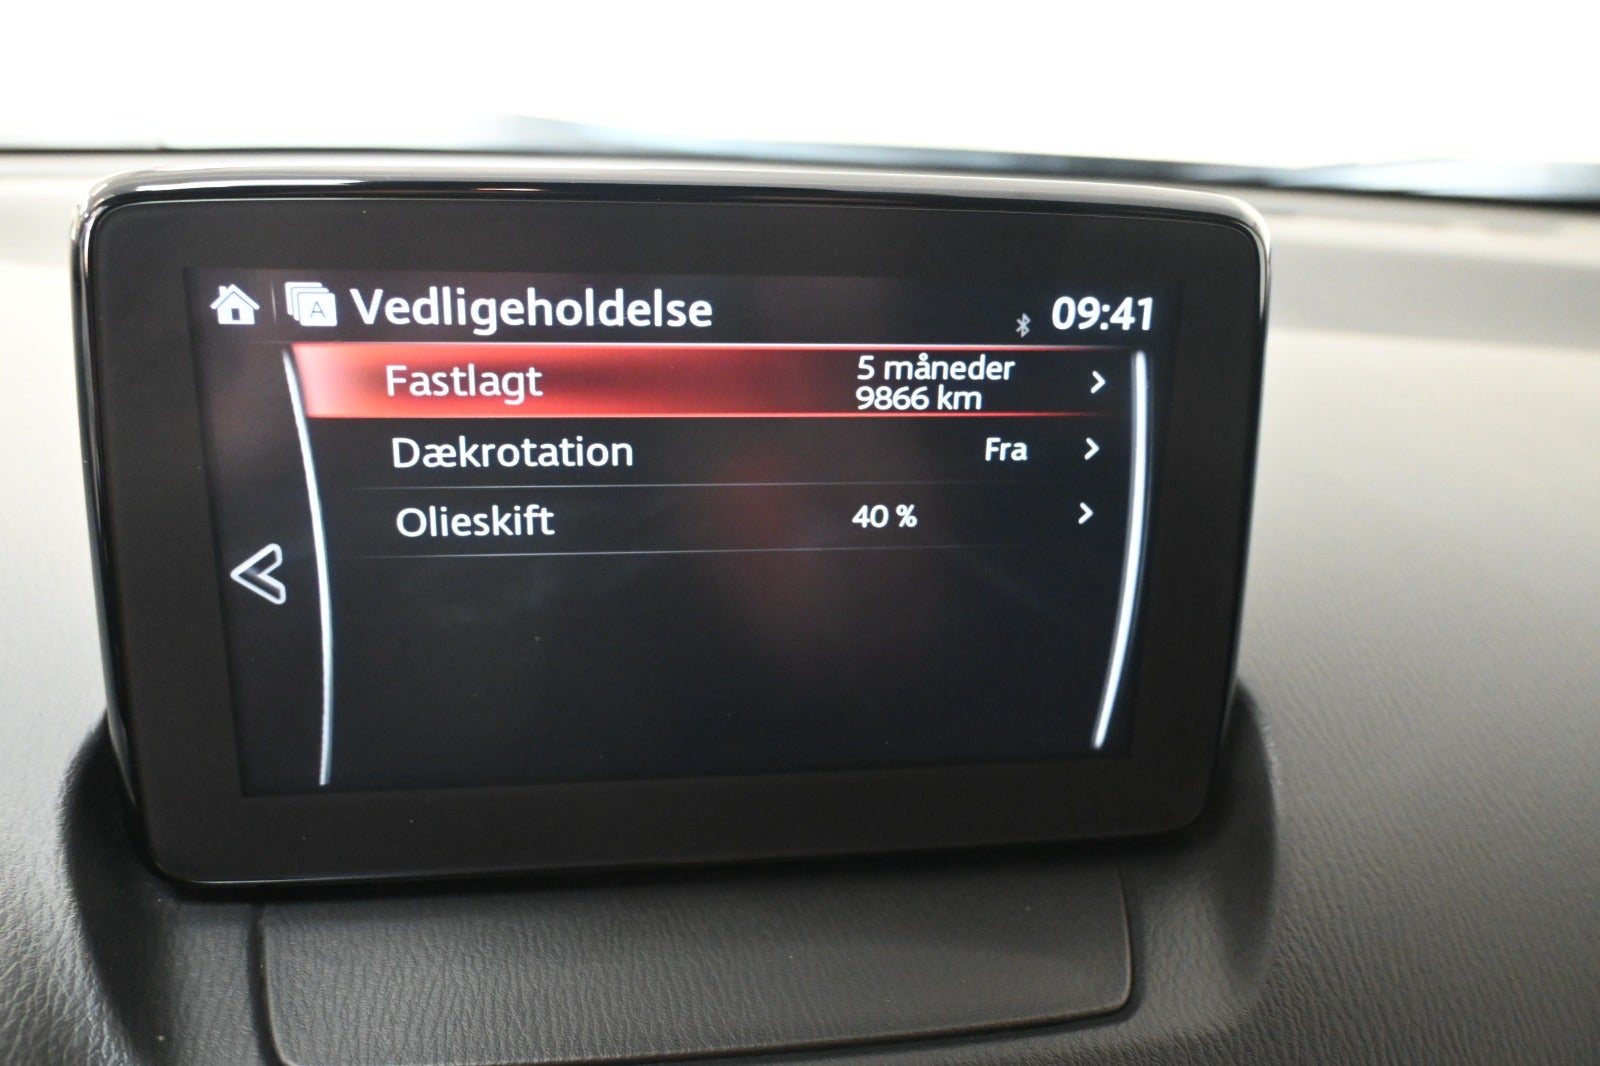 A Vedligeholdelse 09:41
Fastlagt 5 måneder
9866 km
Dækrotation Fra
Olieskift 40 %